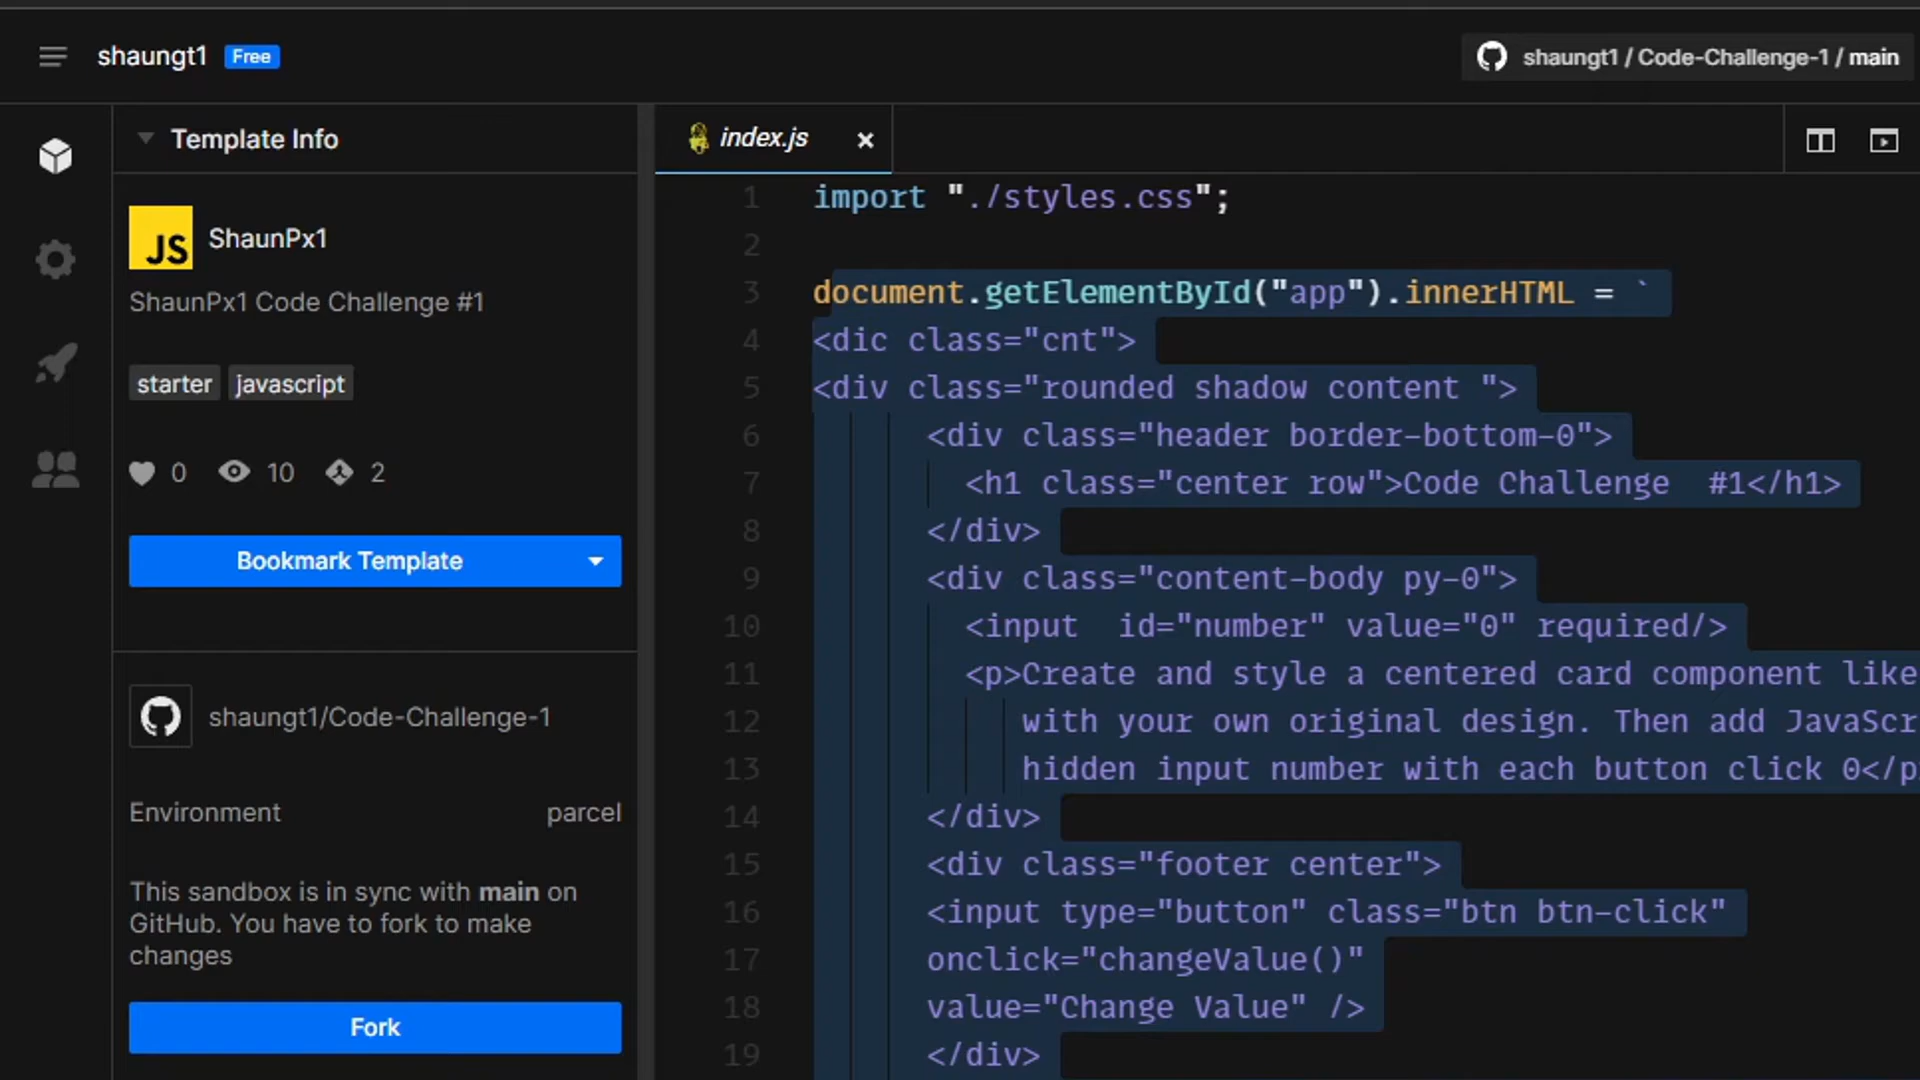 shaungt1 Free
shaungt1 / Code-Challenge-1 / main
Template Info
JS ShaunPx1
ShaunPx1 Code Challenge #1
starter javascript
0 10 2
Bookmark Template
shaungt1/Code-Challenge-1
Environment parcel
This sandbox is in sync with main on
GitHub. You have to fork to make
changes
Fork
index.js
1 import "./styles.css";
2
3 document.getElementById("app").innerHTML = `
4 <dic class="cnt">
5 <div class="rounded shadow content ">
6 <div class="header border-bottom-0">
7 <h1 class="center row">Code Challenge  #1</h1>
8 </div>
9 <div class="content-body py-0">
10 <input  id="number" value="0" required/>
11 <p>Create and style a centered card component like
12 with your own original design. Then add JavaScr
13 hidden input number with each button click 0</p
14 </div>
15 <div class="footer center">
16 <input type="button" class="btn btn-click"
17 onclick="changeValue()"
18 value="Change Value" />
19 </div>